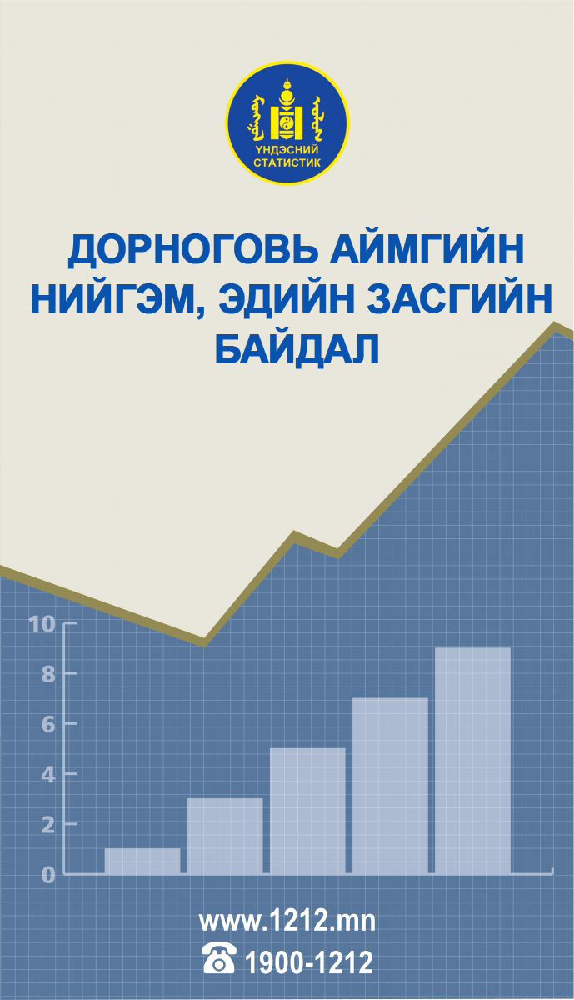 ҮНДЭСНИЙ
СТАТИСТИК
ДОРНОГОВЬ АЙМГИЙН
НИЙГЭМ, ЭДИЙН ЗАСГИЙН
БАЙДАЛ
10
8
6
4
2
0
www.1212.mn
1900-1212